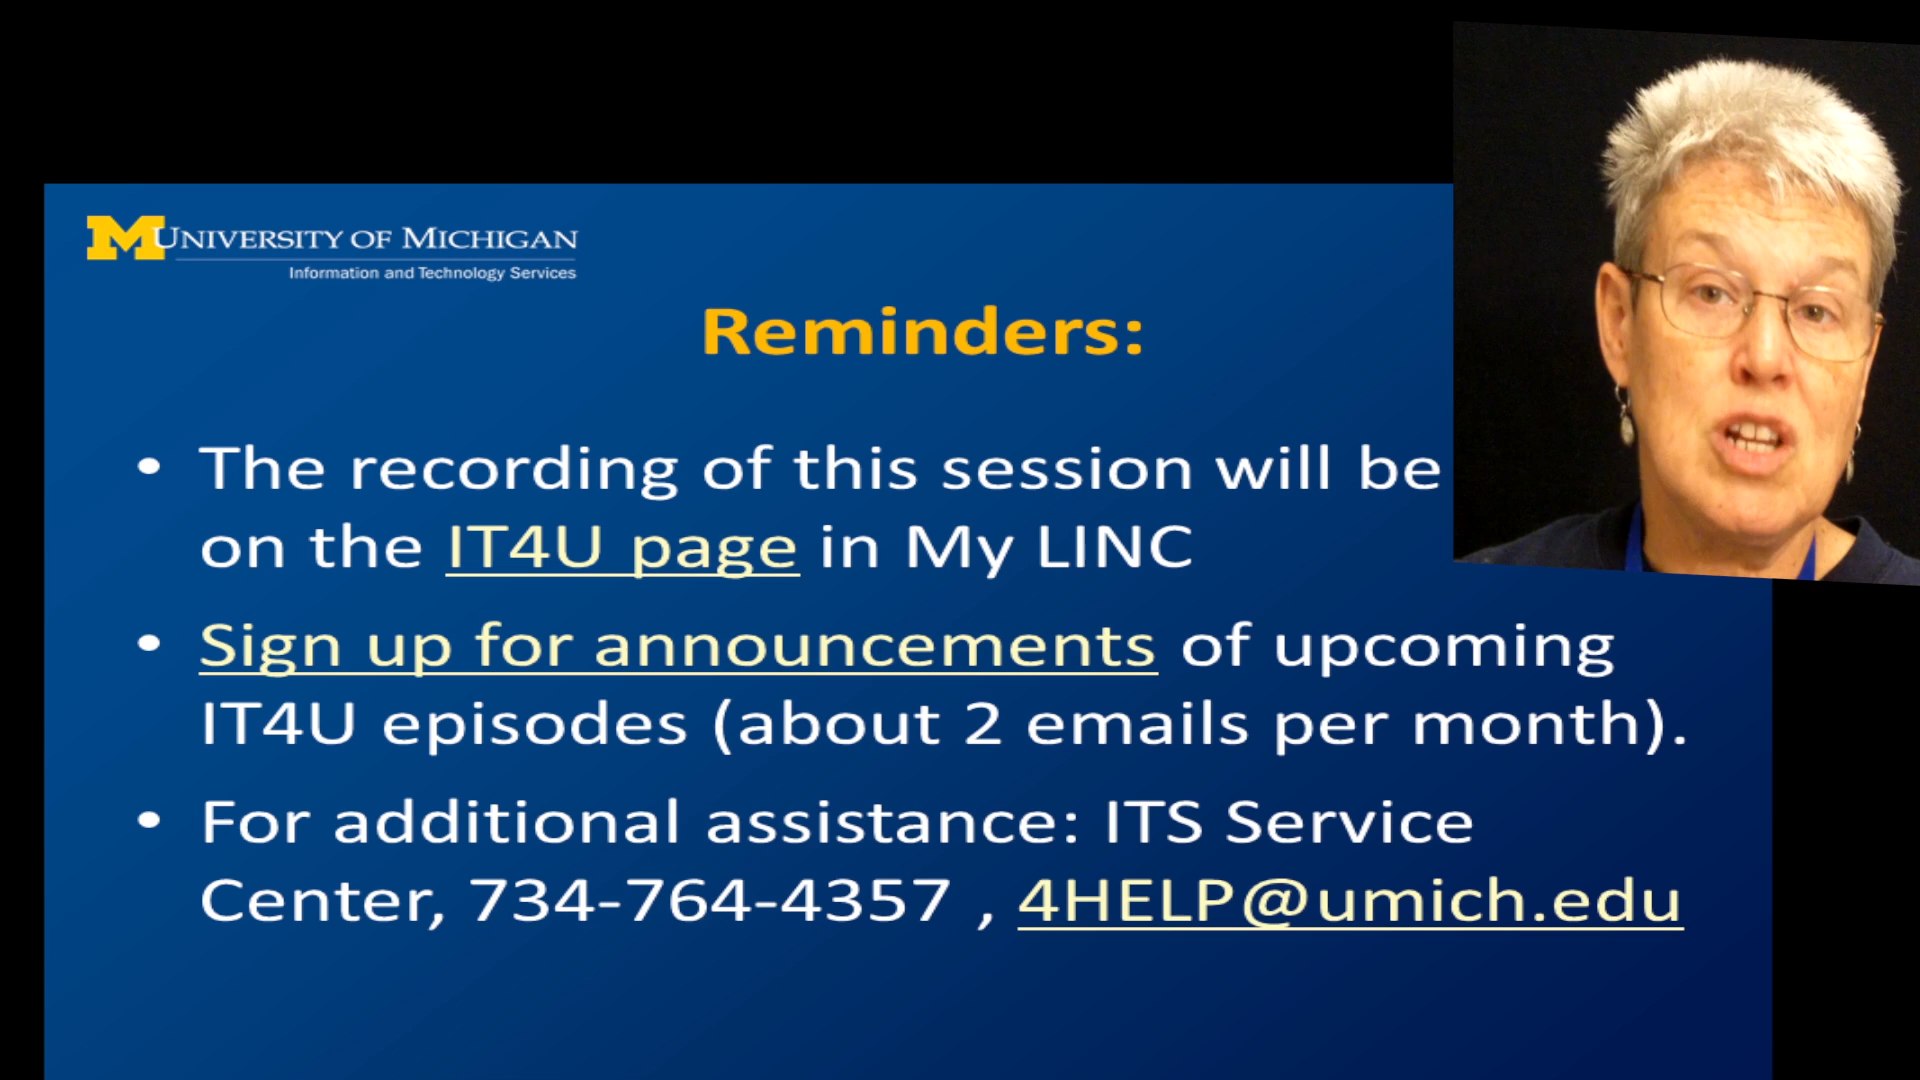 M UNIVERSITY OF MICHIGAN
Information and Technology Services
Reminders:
• The recording of this session will be
on the IT4U page in My LINC
• Sign up for announcements of upcoming
IT4U episodes (about 2 emails per month).
• For additional assistance: ITS Service
Center, 734-764-4357 , 4HELP@umich.edu